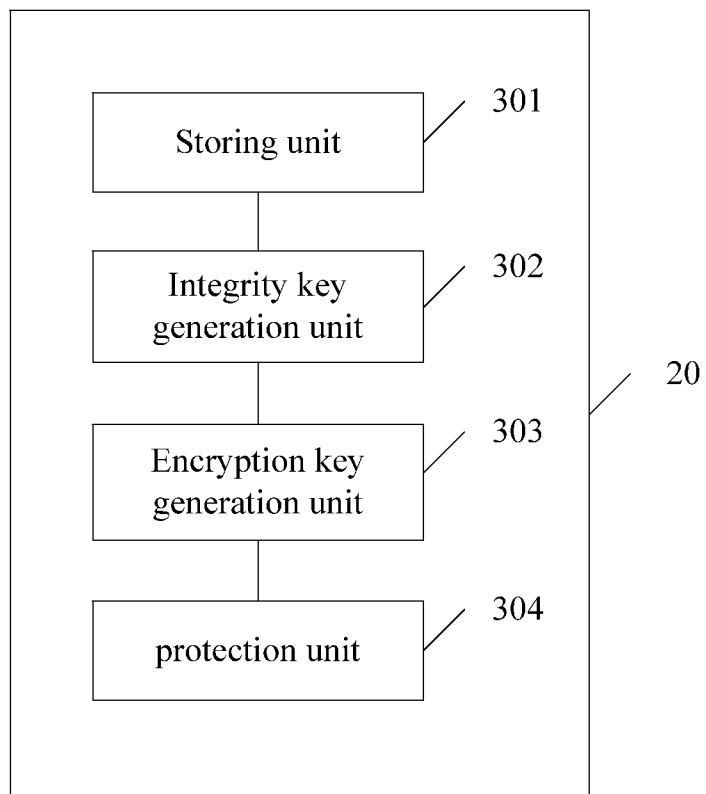 Storing unit
301
Integrity key
generation unit
302
20
Encryption key
generation unit
303
protection unit
304